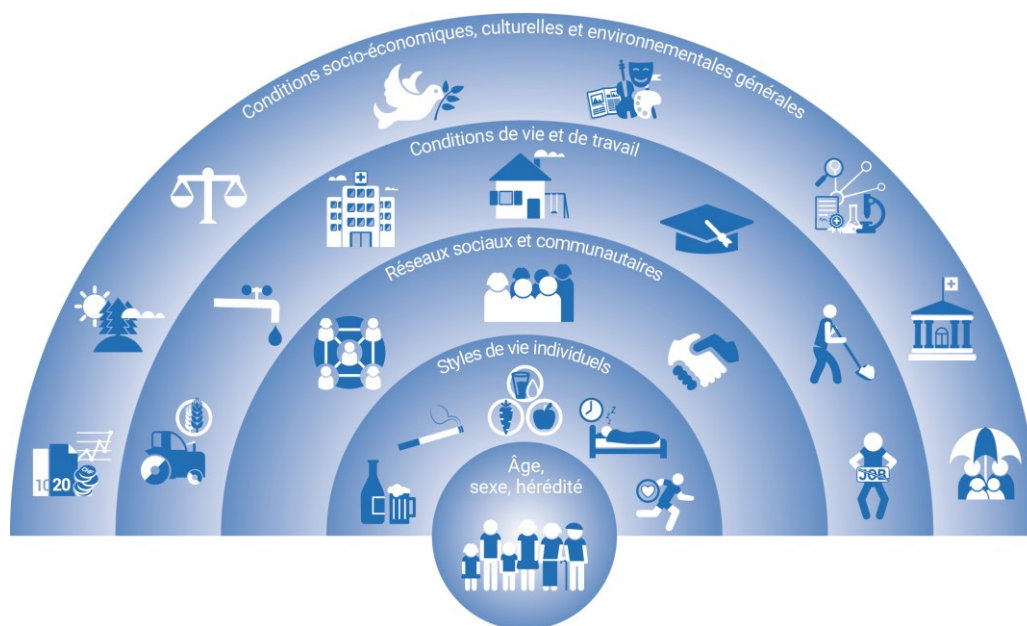 Conditions socio-économiques, culturelles et environnementales générales
Conditions de vie et de travail
Réseaux sociaux et communautaires
Styles de vie individuels
Âge,
sexe, hérédité
10
20
CHF
JOB
z
z
z